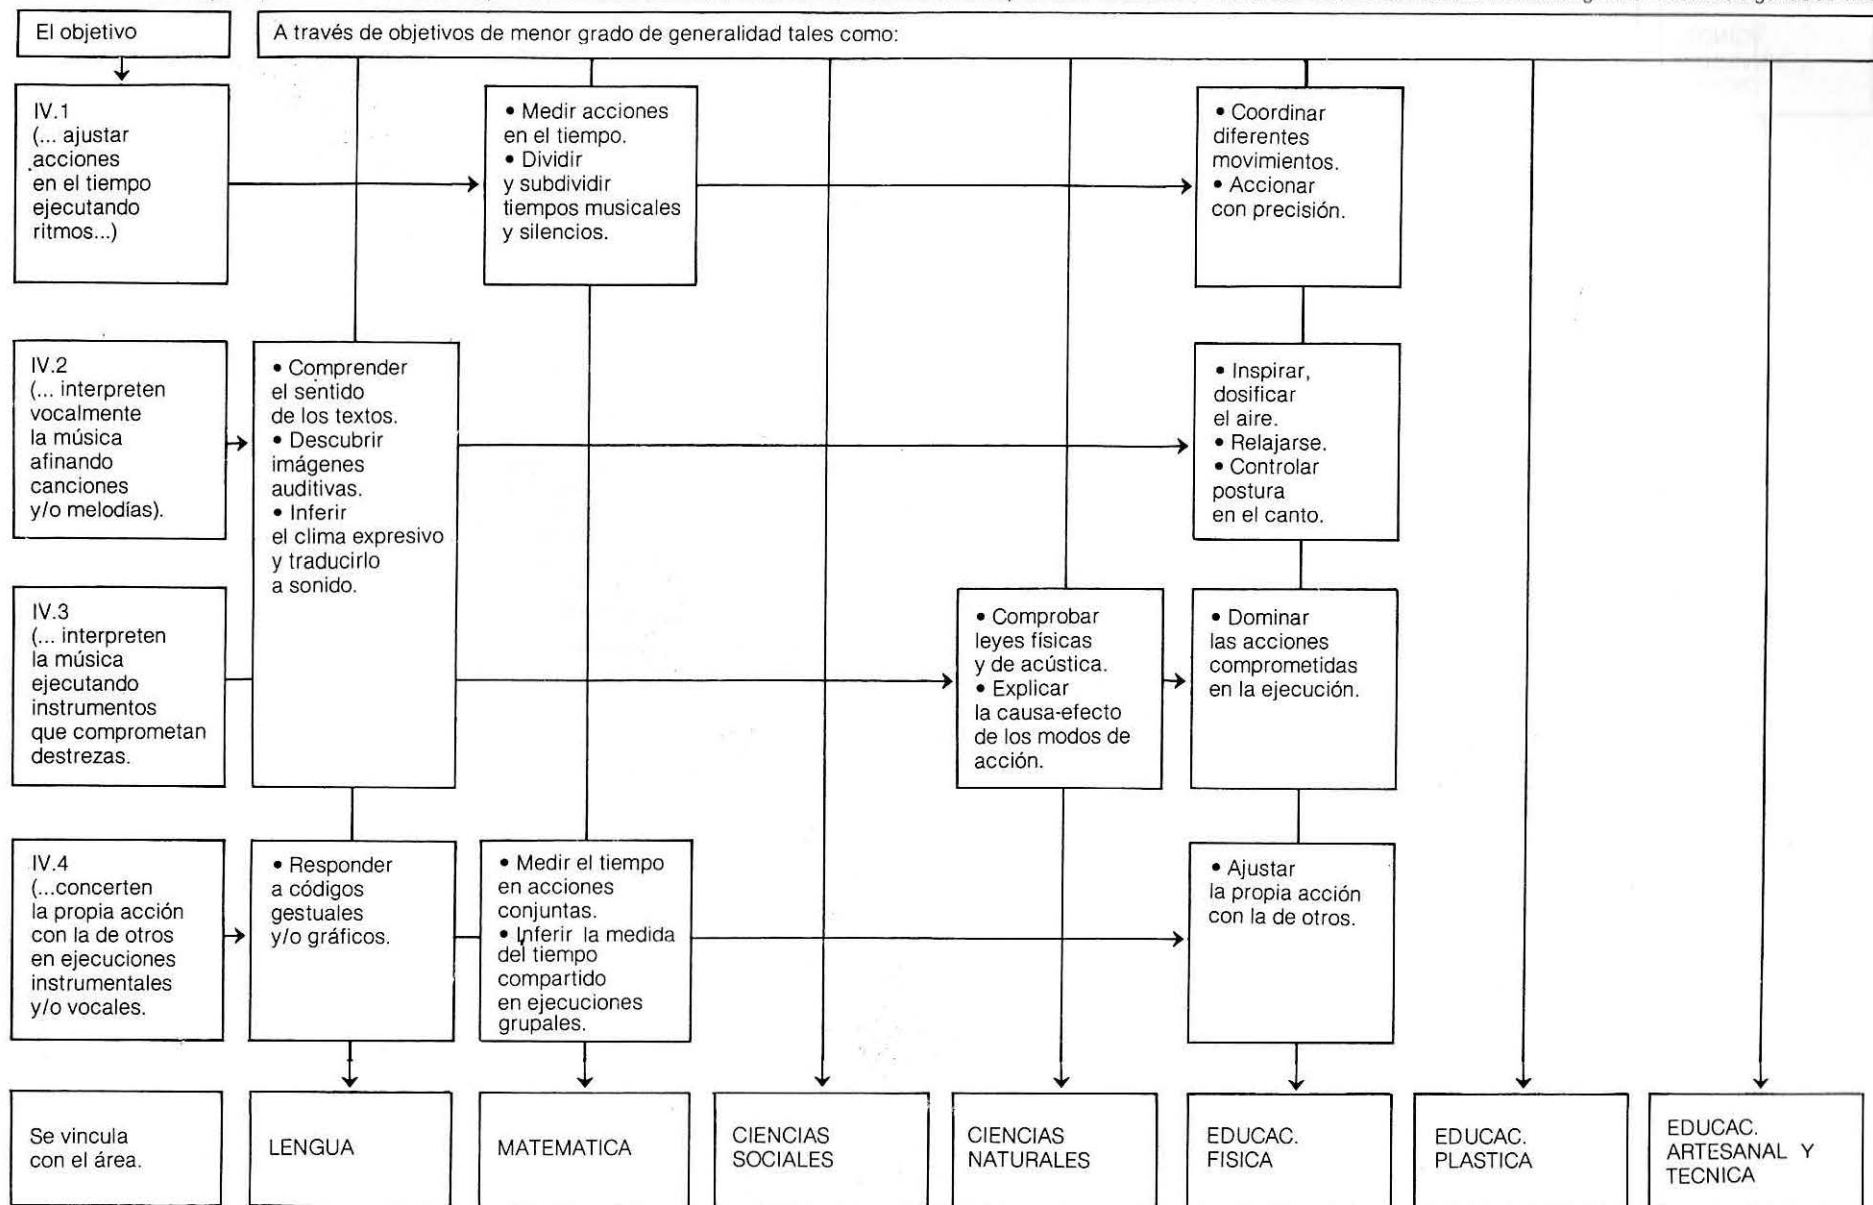 El objetivo
A través de objetivos de menor grado de generalidad tales como:
IV.1
(... ajustar
acciones
en el tiempo
ejecutando
ritmos...)
• Medir acciones
en el tiempo.
• Dividir
y subdividir
tiempos musicales
y silencios.
• Coordinar
diferentes
movimientos.
• Accionar
con precisión.
IV.2
(... interpreten
vocalmente
la música
afinando
canciones
y/o melodías).
• Comprender
el sentido
de los textos.
• Descubrir
imágenes
auditivas.
• Inferir
el clima expresivo
y traducirlo
a sonido.
• Inspirar,
dosificar
el aire.
• Relajarse.
• Controlar
postura
en el canto.
IV.3
(... interpreten
la música
ejecutando
instrumentos
que comprometan
destrezas.
• Comprobar
leyes físicas
y de acústica.
• Explicar
la causa-efecto
de los modos de
acción.
• Dominar
las acciones
comprometidas
en la ejecución.
IV.4
(...concerten
la propia acción
con la de otros
en ejecuciones
instrumentales
y/o vocales.
• Responder
a códigos
gestuales
y/o gráficos.
• Medir el tiempo
en acciones
conjuntas.
• Inferir la medida
del tiempo
compartido
en ejecuciones
grupales.
• Ajustar
la propia acción
con la de otros.
Se vincula
con el área.
LENGUA
MATEMATICA
CIENCIAS
SOCIALES
CIENCIAS
NATURALES
EDUCAC.
FISICA
EDUCAC.
PLASTICA
EDUCAC.
ARTESANAL Y
TECNICA